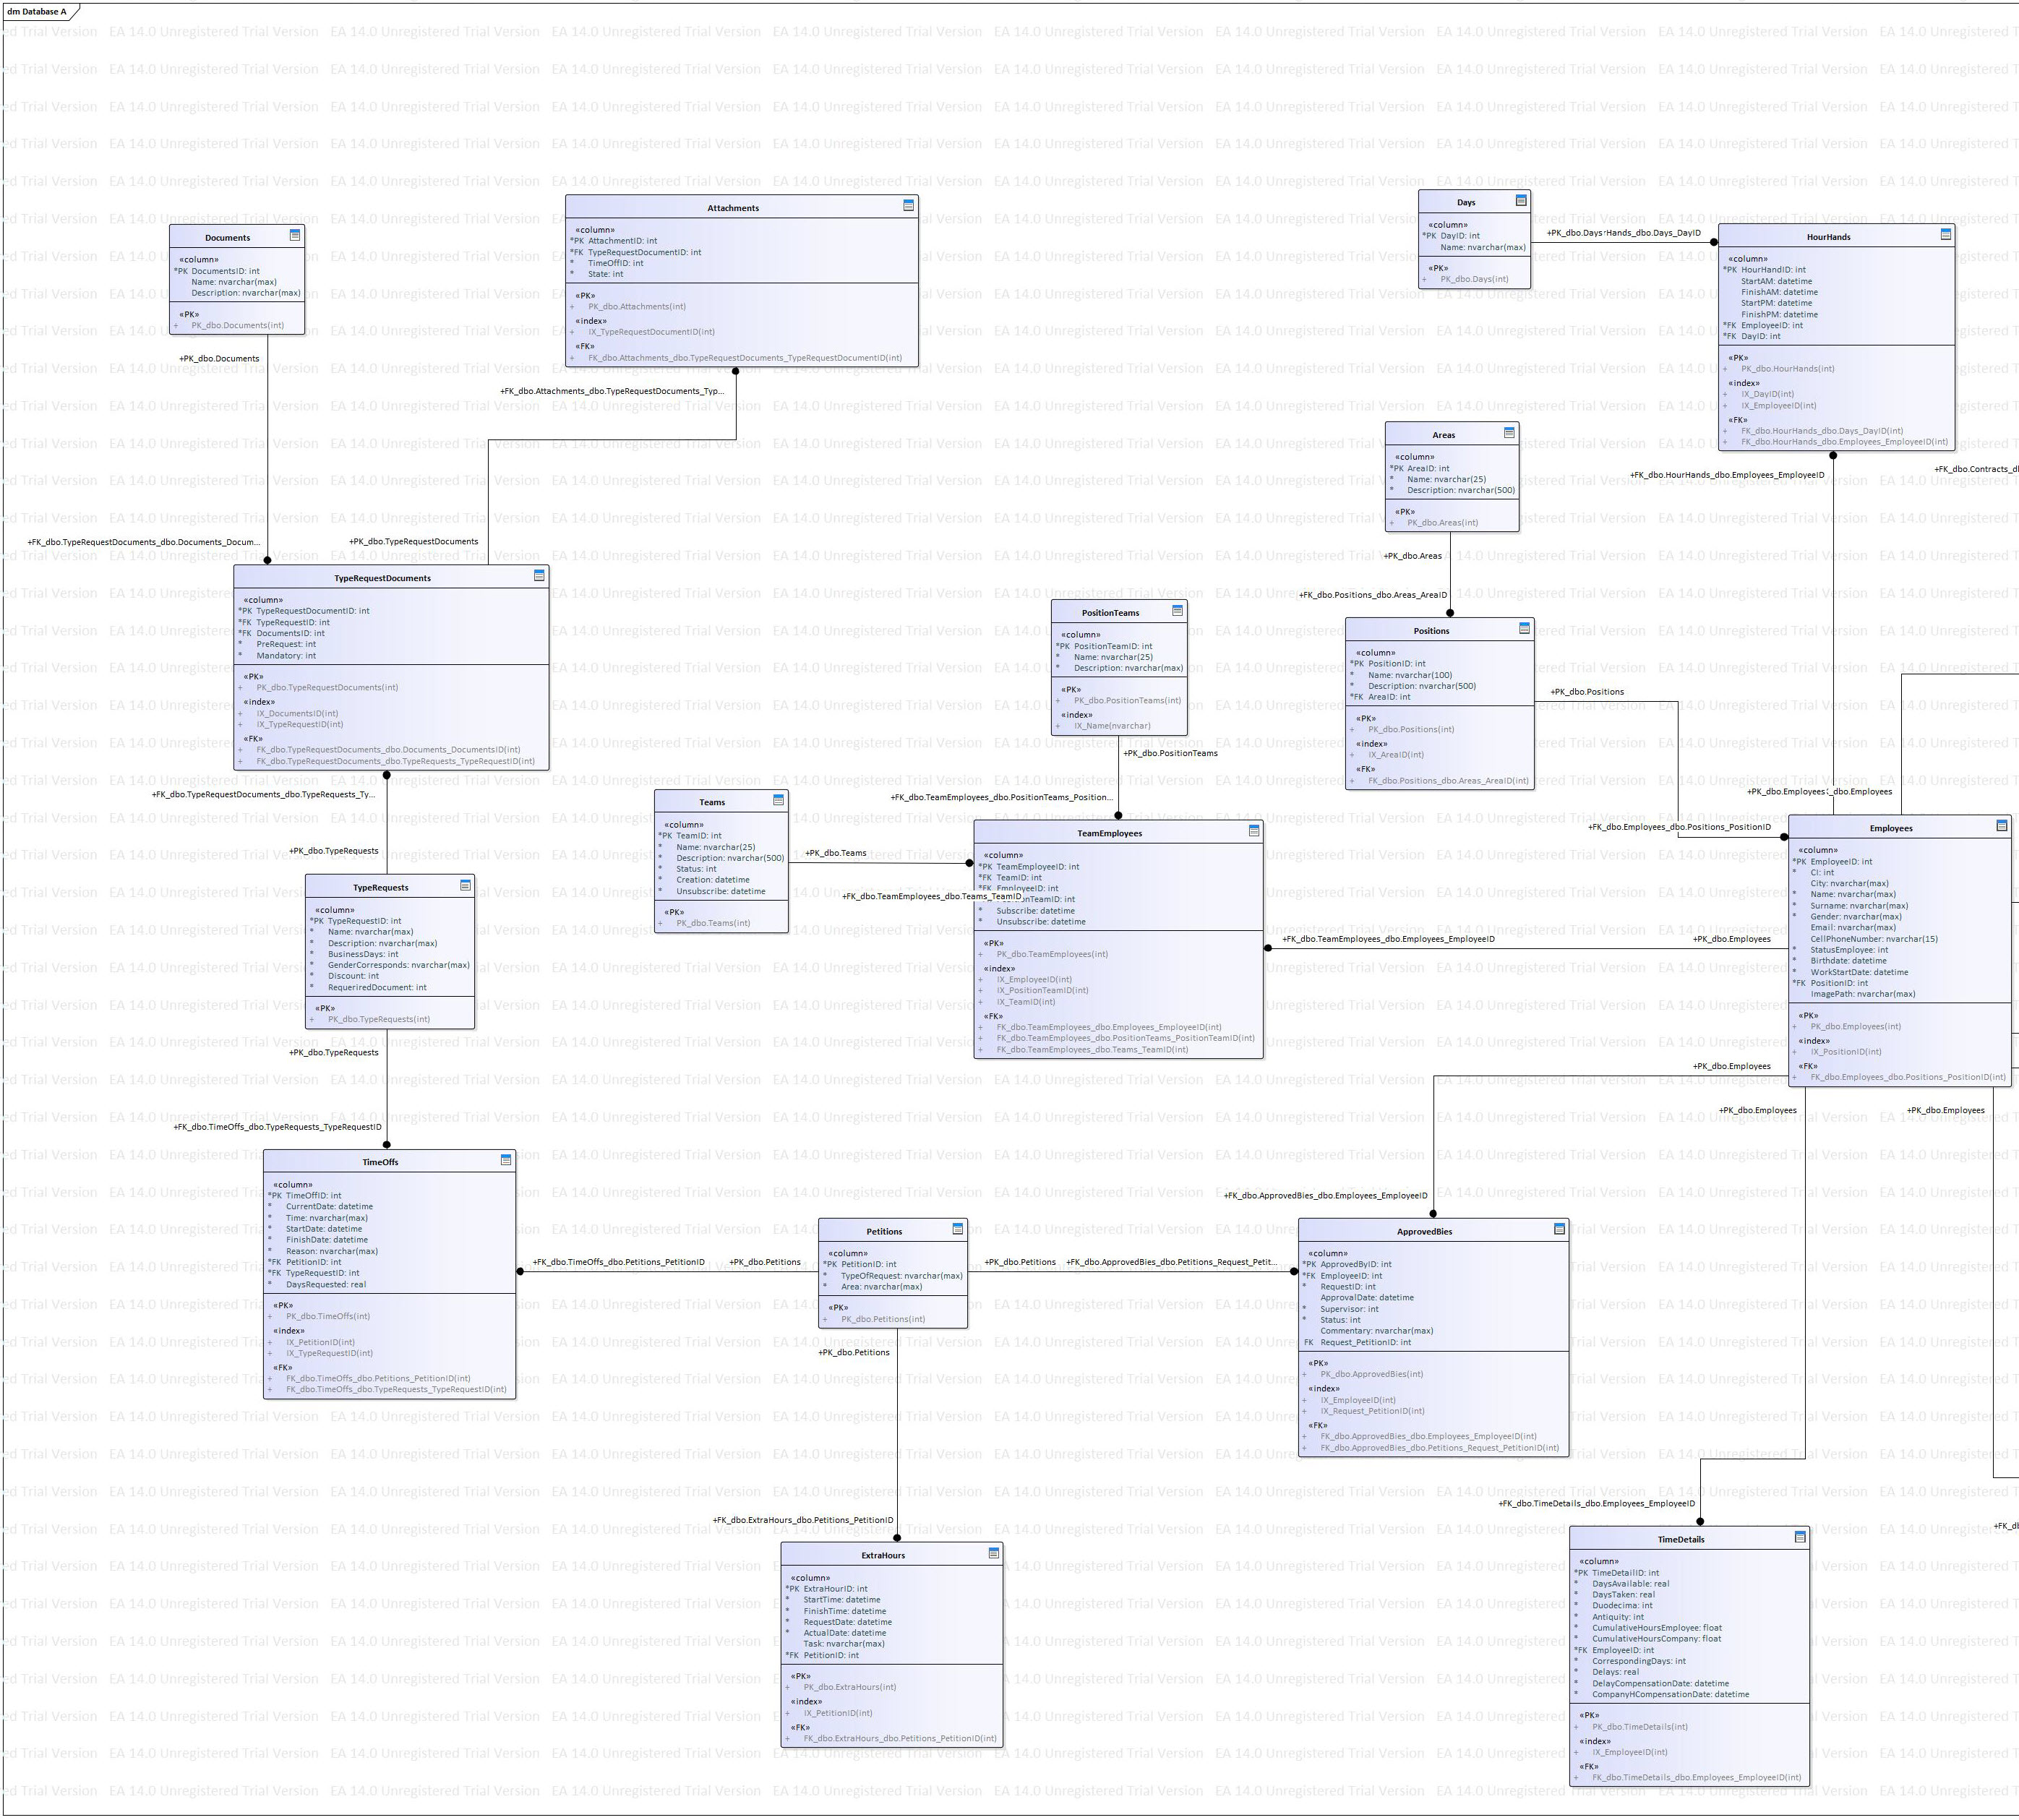 dm Database A
EA 14.0 Unregistered Trial Version
Documents
«column»
*PK DocumentsID: int
Name: nvarchar(max)
Description: nvarchar(max)
«PK»
+ PK_dbo.Documents(int)
+PK_dbo.Documents
+FK_dbo.TypeRequestDocuments_dbo.Documents_Docum...
Attachments
«column»
*PK AttachmentID: int
*FK TypeRequestDocumentID: int
* TimeOffID: int
* State: int
«PK»
+ PK_dbo.Attachments(int)
«index»
+ IX_TypeRequestDocumentID(int)
«FK»
+ FK_dbo.Attachments_dbo.TypeRequestDocuments_TypeRequestDocumentID(int)
+FK_dbo.Attachments_dbo.TypeRequestDocuments_Typ...
+PK_dbo.TypeRequestDocuments
Days
«column»
*PK DayID: int
Name: nvarchar(max)
«PK»
+ PK_dbo.Days(int)
+PK_dbo.Days
Hands_dbo.Days_DayID
HourHands
«column»
*PK HourHandID: int
StartAM: datetime
FinishAM: datetime
StartPM: datetime
FinishPM: datetime
*FK EmployeeID: int
*FK DayID: int
«PK»
+ PK_dbo.HourHands(int)
«index»
+ IX_DayID(int)
+ IX_EmployeeID(int)
«FK»
+ FK_dbo.HourHands_dbo.Days_DayID(int)
+ FK_dbo.HourHands_dbo.Employees_EmployeeID(int)
+FK_dbo.HourHands_dbo.Employees_EmployeeID
+FK_dbo.Contracts_d
Areas
«column»
*PK AreaID: int
* Name: nvarchar(25)
* Description: nvarchar(500)
«PK»
+ PK_dbo.Areas(int)
+PK_dbo.Areas
+FK_dbo.Positions_dbo.Areas_AreaID
TypeRequestDocuments
«column»
*PK TypeRequestDocumentID: int
*FK TypeRequestID: int
*FK DocumentsID: int
* PreRequest: int
* Mandatory: int
«PK»
+ PK_dbo.TypeRequestDocuments(int)
«index»
+ IX_DocumentsID(int)
+ IX_TypeRequestID(int)
«FK»
+ FK_dbo.TypeRequestDocuments_dbo.Documents_DocumentsID(int)
+ FK_dbo.TypeRequestDocuments_dbo.TypeRequests_TypeRequestID(int)
+FK_dbo.TypeRequestDocuments_dbo.TypeRequests_Ty...
+PK_dbo.TypeRequests
PositionTeams
«column»
*PK PositionTeamID: int
* Name: nvarchar(25)
* Description: nvarchar(max)
«PK»
+ PK_dbo.PositionTeams(int)
«index»
+ IX_Name(nvarchar)
+PK_dbo.PositionTeams
+FK_dbo.TeamEmployees_dbo.PositionTeams_Position...
Positions
«column»
*PK PositionID: int
* Name: nvarchar(100)
* Description: nvarchar(500)
*FK AreaID: int
«PK»
+ PK_dbo.Positions(int)
«index»
+ IX_AreaID(int)
«FK»
+ FK_dbo.Positions_dbo.Areas_AreaID(int)
+PK_dbo.Positions
+FK_dbo.Employees_dbo.Positions_PositionID
+PK_dbo.Employees
_dbo.Employees
Teams
«column»
*PK TeamID: int
* Name: nvarchar(25)
* Description: nvarchar(500)
* Status: int
* Creation: datetime
* Unsubscribe: datetime
«PK»
+ PK_dbo.Teams(int)
+PK_dbo.Teams
+FK_dbo.TeamEmployees_dbo.Teams_TeamID
TeamEmployees
«column»
*PK TeamEmployeeID: int
*FK TeamID: int
*FK EmployeeID: int
onTeamID: int
* Subscribe: datetime
* Unsubscribe: datetime
«PK»
+ PK_dbo.TeamEmployees(int)
«index»
+ IX_EmployeeID(int)
+ IX_PositionTeamID(int)
+ IX_TeamID(int)
«FK»
+ FK_dbo.TeamEmployees_dbo.Employees_EmployeeID(int)
+ FK_dbo.TeamEmployees_dbo.PositionTeams_PositionTeamID(int)
+ FK_dbo.TeamEmployees_dbo.Teams_TeamID(int)
+FK_dbo.TeamEmployees_dbo.Employees_EmployeeID
+PK_dbo.Employees
Employees
«column»
*PK EmployeeID: int
* CI: int
City: nvarchar(max)
* Name: nvarchar(max)
* Surname: nvarchar(max)
* Gender: nvarchar(max)
Email: nvarchar(max)
CellPhoneNumber: nvarchar(15)
* StatusEmployee: int
* Birthdate: datetime
* WorkStartDate: datetime
*FK PositionID: int
ImagePath: nvarchar(max)
«PK»
+ PK_dbo.Employees(int)
«index»
+ IX_PositionID(int)
«FK»
+ FK_dbo.Employees_dbo.Positions_PositionID(int)
+PK_dbo.Employees
+PK_dbo.Employees
+PK_dbo.Employees
TypeRequests
«column»
*PK TypeRequestID: int
* Name: nvarchar(max)
* Description: nvarchar(max)
* BusinessDays: int
* GenderCorresponds: nvarchar(max)
* Discount: int
* RequeriredDocument: int
«PK»
+ PK_dbo.TypeRequests(int)
+PK_dbo.TypeRequests
+FK_dbo.TimeOffs_dbo.TypeRequests_TypeRequestID
TimeOffs
«column»
*PK TimeOffID: int
* CurrentDate: datetime
* Time: nvarchar(max)
* StartDate: datetime
* FinishDate: datetime
* Reason: nvarchar(max)
*FK PetitionID: int
*FK TypeRequestID: int
* DaysRequested: real
«PK»
+ PK_dbo.TimeOffs(int)
«index»
+ IX_PetitionID(int)
+ IX_TypeRequestID(int)
«FK»
+ FK_dbo.TimeOffs_dbo.Petitions_PetitionID(int)
+ FK_dbo.TimeOffs_dbo.TypeRequests_TypeRequestID(int)
+FK_dbo.TimeOffs_dbo.Petitions_PetitionID
+PK_dbo.Petitions
Petitions
«column»
*PK PetitionID: int
* TypeOfRequest: nvarchar(max)
* Area: nvarchar(max)
«PK»
+ PK_dbo.Petitions(int)
+PK_dbo.Petitions
+FK_dbo.ApprovedBies_dbo.Petitions_Request_Petit...
+PK_dbo.Petitions
+FK_dbo.ExtraHours_dbo.Petitions_PetitionID
+FK_dbo.ApprovedBies_dbo.Employees_EmployeeID
ApprovedBies
«column»
*PK ApprovedByID: int
*FK EmployeeID: int
* RequestID: int
ApprovalDate: datetime
* Supervisor: int
* Status: int
Commentary: nvarchar(max)
FK Request_PetitionID: int
«PK»
+ PK_dbo.ApprovedBies(int)
«index»
+ IX_EmployeeID(int)
+ IX_Request_PetitionID(int)
«FK»
+ FK_dbo.ApprovedBies_dbo.Employees_EmployeeID(int)
+ FK_dbo.ApprovedBies_dbo.Petitions_Request_PetitionID(int)
ExtraHours
«column»
*PK ExtraHourID: int
* StartTime: datetime
* FinishTime: datetime
* RequestDate: datetime
* ActualDate: datetime
Task: nvarchar(max)
*FK PetitionID: int
«PK»
+ PK_dbo.ExtraHours(int)
«index»
+ IX_PetitionID(int)
«FK»
+ FK_dbo.ExtraHours_dbo.Petitions_PetitionID(int)
+FK_dbo.TimeDetails_dbo.Employees_EmployeeID
+FK_d
TimeDetails
«column»
*PK TimeDetailID: int
* DaysAvailable: real
* DaysTaken: real
* Duodecima: int
* Antiquity: int
* CumulativeHoursEmployee: float
* CumulativeHoursCompany: float
*FK EmployeeID: int
* CorrespondingDays: int
* Delays: real
* DelayCompensationDate: datetime
* CompanyHCompensationDate: datetime
«PK»
+ PK_dbo.TimeDetails(int)
«index»
+ IX_EmployeeID(int)
«FK»
+ FK_dbo.TimeDetails_dbo.Employees_EmployeeID(int)